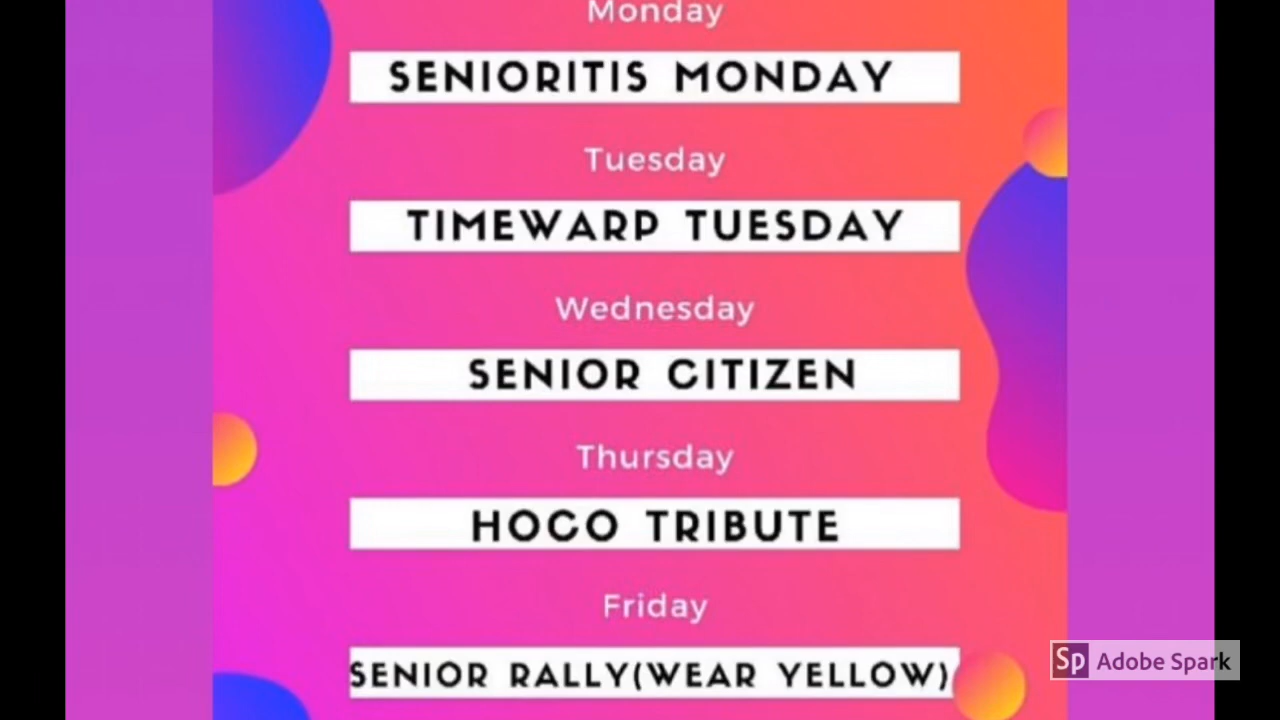 Monday
SENIORITIS MONDAY
Tuesday
TIMEWARP TUESDAY
Wednesday
SENIOR CITIZEN
Thursday
HOCO TRIBUTE
Friday
SENIOR RALLY(WEAR YELLOW)
Sp Adobe Spark